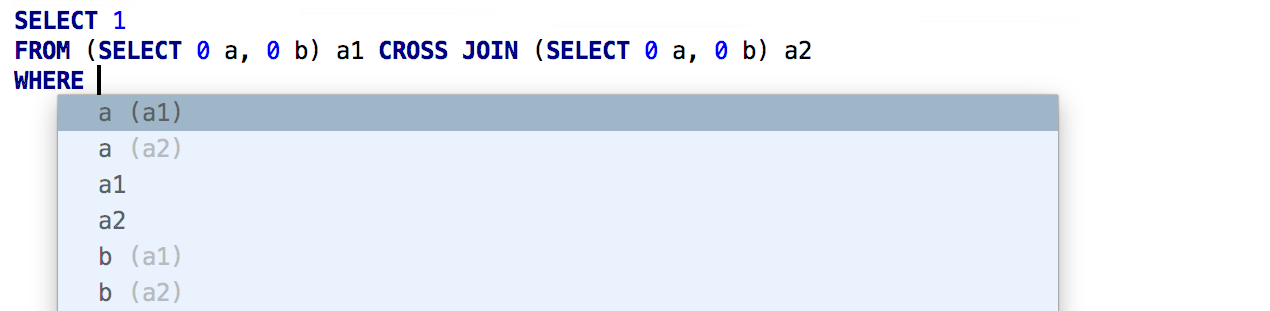 SELECT 1
FROM (SELECT 0 a, 0 b) a1 CROSS JOIN (SELECT 0 a, 0 b) a2
WHERE
a (a1)
a (a2)
a1
a2
b (a1)
b (a2)